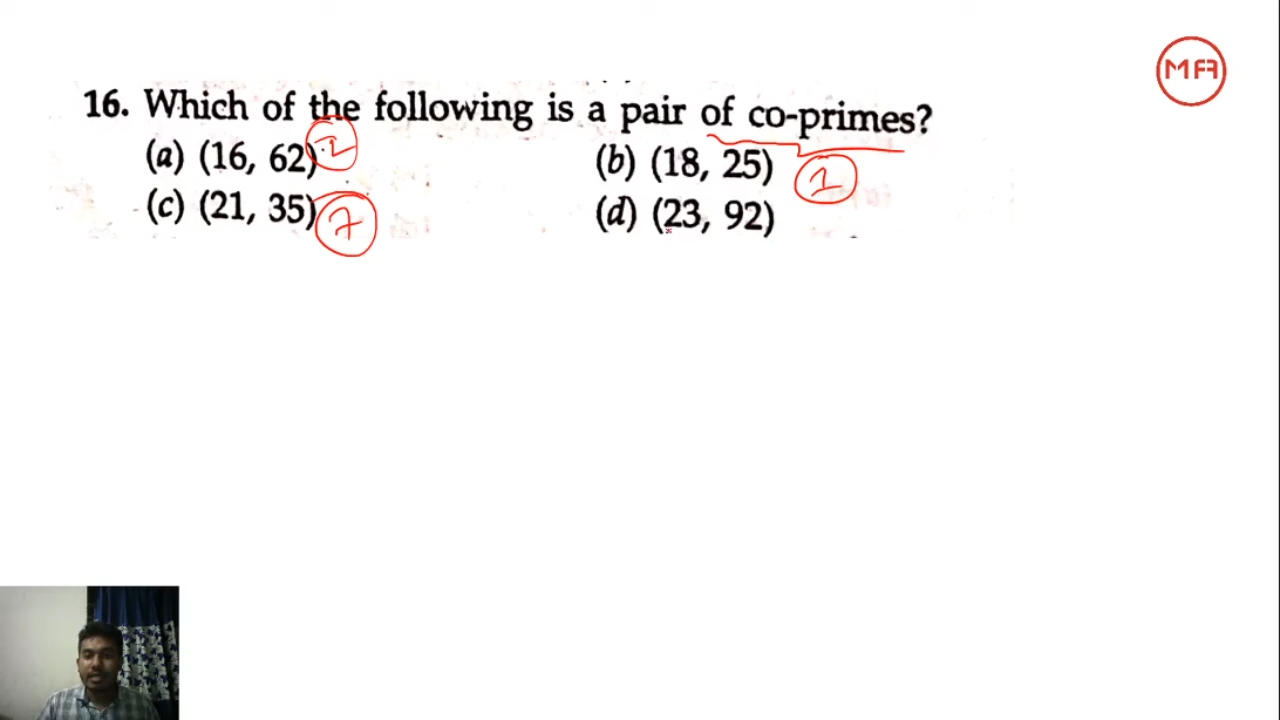 MFA
16. Which of the following is a pair of co-primes?
(a) (16, 62) 2 (b) (18, 25) 1
(c) (21, 35) 7 (d) (23, 92)